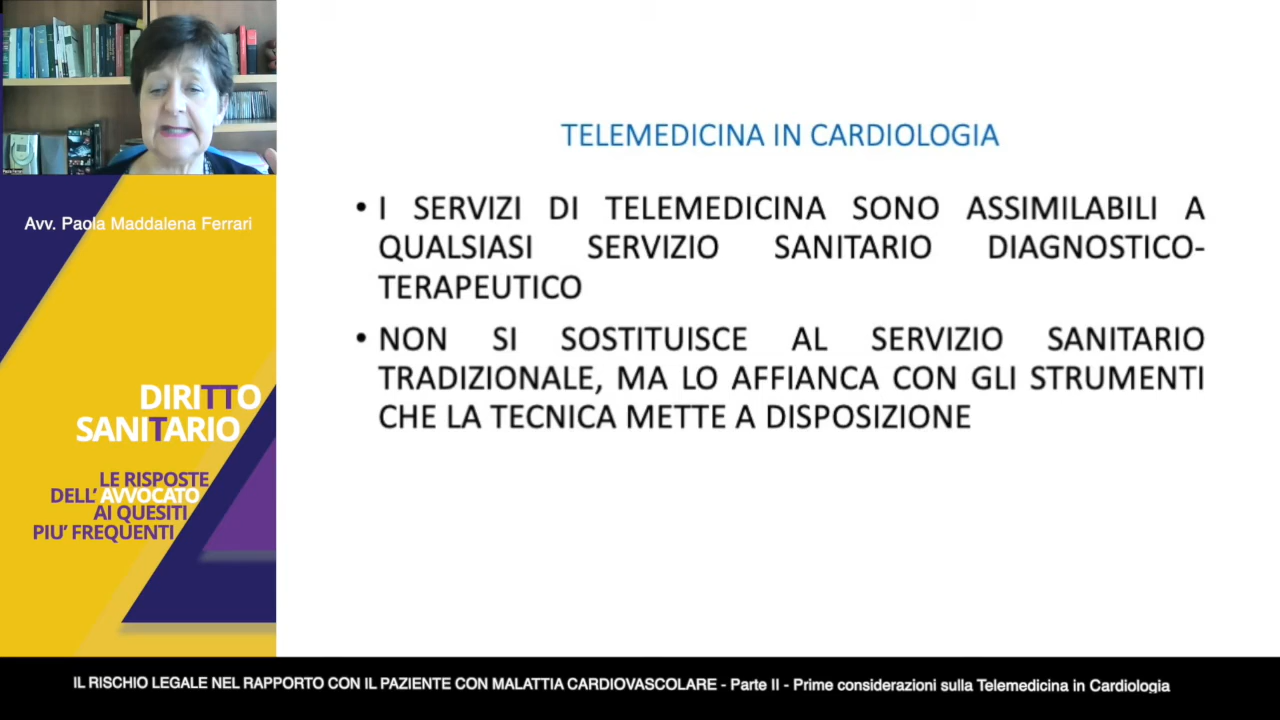 Avv. Paola Maddalena Ferrari
DIRITTO
SANITARIO
LE RISPOSTE
DELL' AVVOCATO
AI QUESITI
PIU' FREQUENTI
TELEMEDICINA IN CARDIOLOGIA
• I SERVIZI DI TELEMEDICINA SONO ASSIMILABILI A
QUALSIASI SERVIZIO SANITARIO DIAGNOSTICO-
TERAPEUTICO
• NON SI SOSTITUISCE AL SERVIZIO SANITARIO
TRADIZIONALE, MA LO AFFIANCA CON GLI STRUMENTI
CHE LA TECNICA METTE A DISPOSIZIONE
IL RISCHIO LEGALE NEL RAPPORTO CON IL PAZIENTE CON MALATTIA CARDIOVASCOLARE - Parte II - Prime considerazioni sulla Telemedicina in Cardiologia